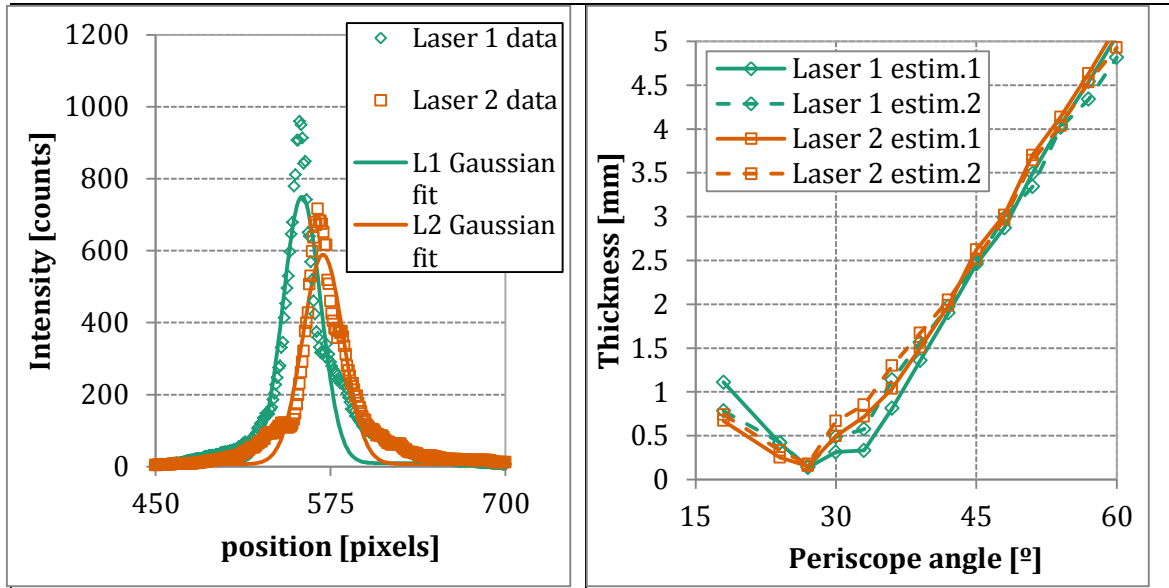 1200
1000
800
600
400
200
0
Intensity [counts]
Laser 1 data
Laser 2 data
L1 Gaussian
fit
L2 Gaussian
fit
450
575
700
position [pixels]
5
4.5
4
3.5
3
2.5
2
1.5
1
0.5
0
Thickness [mm]
Laser 1 estim.1
Laser 1 estim.2
Laser 2 estim.1
Laser 2 estim.2
15
30
45
60
Periscope angle [º]